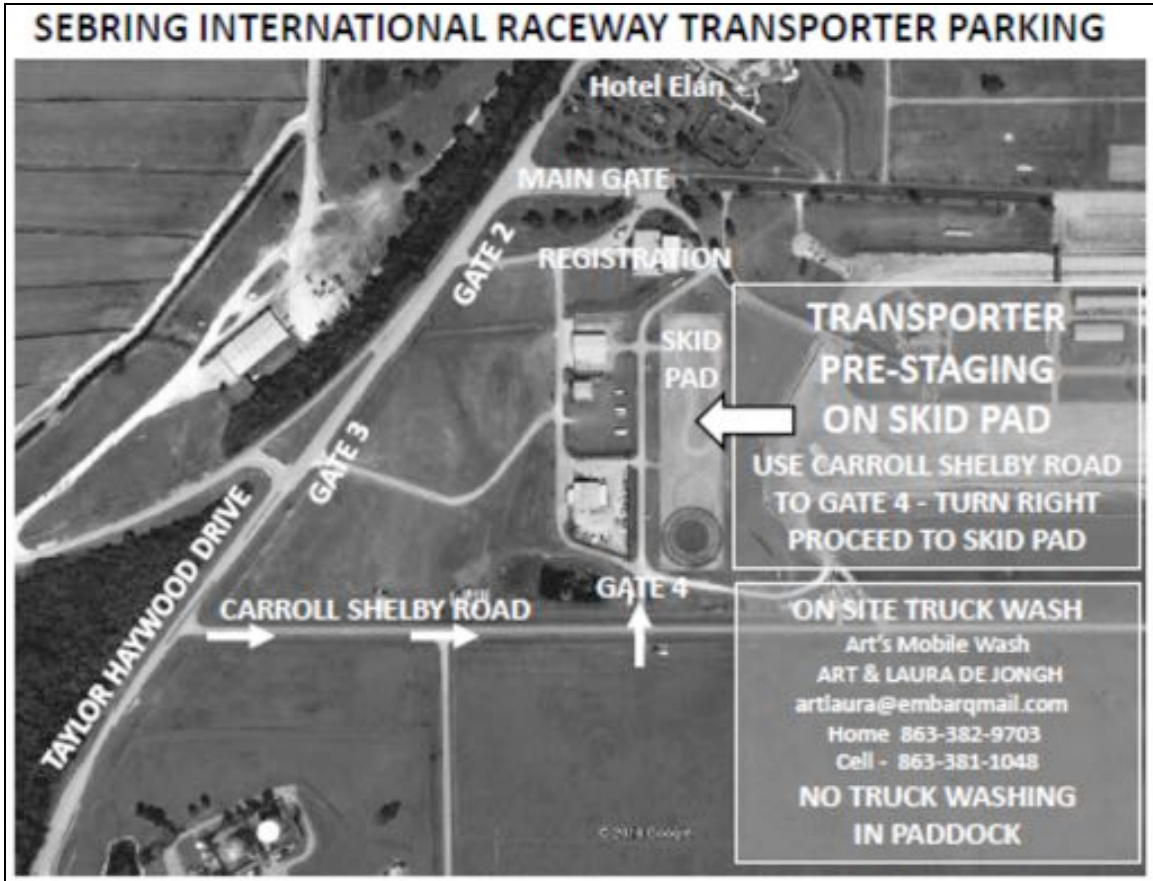 SEBRING INTERNATIONAL RACEWAY TRANSPORTER PARKING
Hotel Elan
MAIN GATE
GATE 2
REGISTRATION
SKID
PAD
TRANSPORTER
PRE-STAGING
ON SKID PAD
USE CARROLL SHELBY ROAD
TO GATE 4 - TURN RIGHT
PROCEED TO SKID PAD
GATE 3
TAYLOR HAYWOOD DRIVE
GATE 4
CARROLL SHELBY ROAD
ON SITE TRUCK WASH
Art's Mobile Wash
ART & LAURA DE JONGH
artlaura@embarqmail.com
Home 863-382-9703
Cell - 863-381-1048
NO TRUCK WASHING
IN PADDOCK